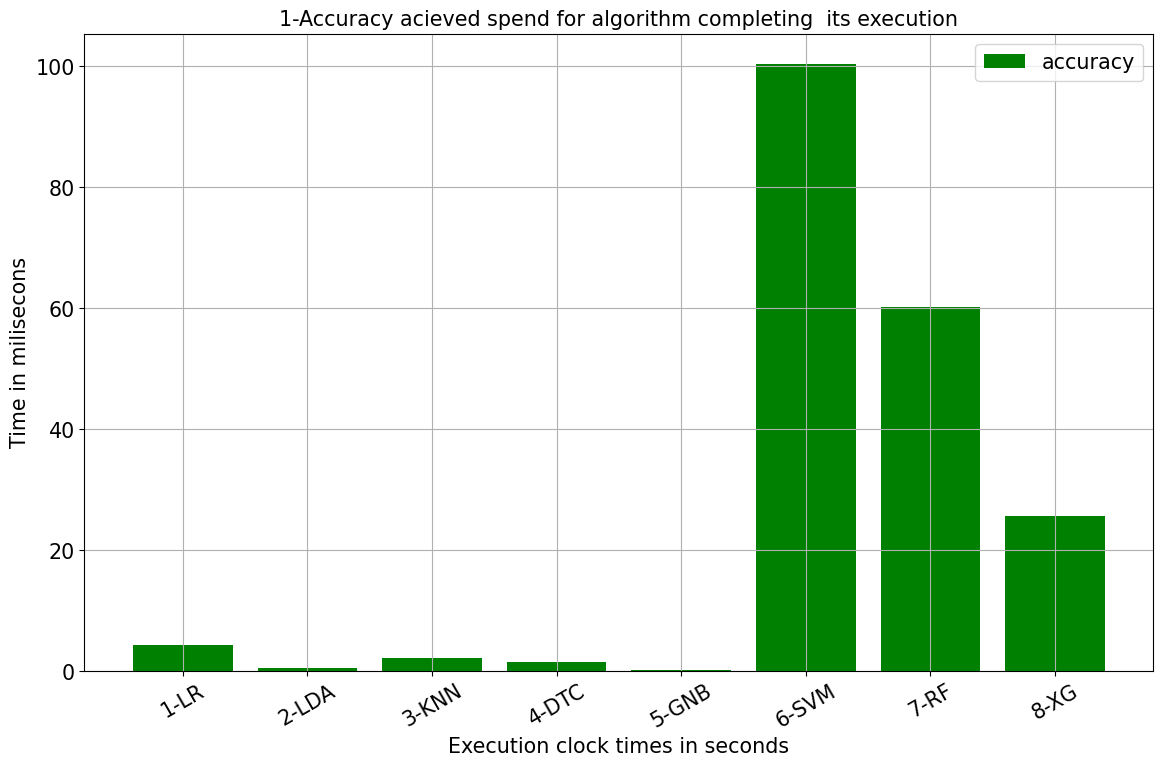 1-Accuracy acieved spend for algorithm completing  its execution
accuracy
Time in milisecons
100
80
60
40
20
0
1-LR
2-LDA
3-KNN
4-DTC
5-GNB
6-SVM
7-RF
8-XG
Execution clock times in seconds